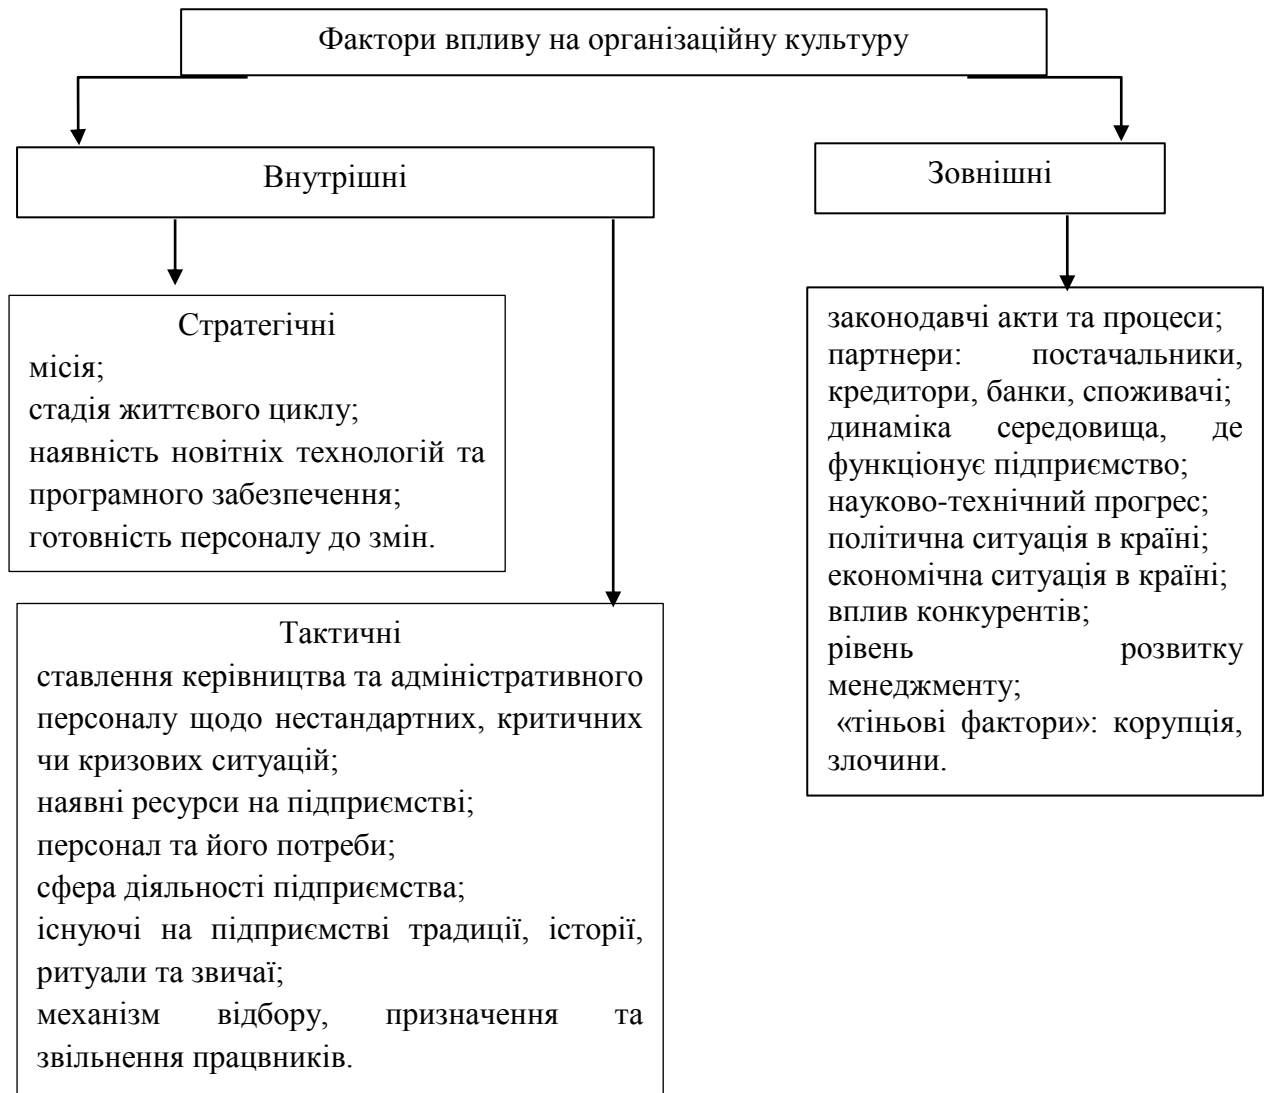 Фактори впливу на організаційну культуру
Внутрішні
Зовнішні
Стратегічні
місія;
стадія життєвого циклу;
наявність новітніх технологій та
програмного забезпечення;
готовність персоналу до змін.
Тактичні
ставлення керівництва та адміністративного
персоналу щодо нестандартних, критичних
чи кризових ситуацій;
наявні ресурси на підприємстві;
персонал та його потреби;
сфера діяльності підприємства;
існуючі на підприємстві традиції, історії,
ритуали та звичаї;
механізм відбору, призначення та
звільнення працвників.
законодавчі акти та процеси;
партнери: постачальники,
кредитори, банки, споживачі;
динаміка середовища, де
функціонує підприємство;
науково-технічний прогрес;
політична ситуація в країні;
економічна ситуація в країні;
вплив конкурентів;
рівень розвитку
менеджменту;
«тіньові фактори»: корупція,
злочини.